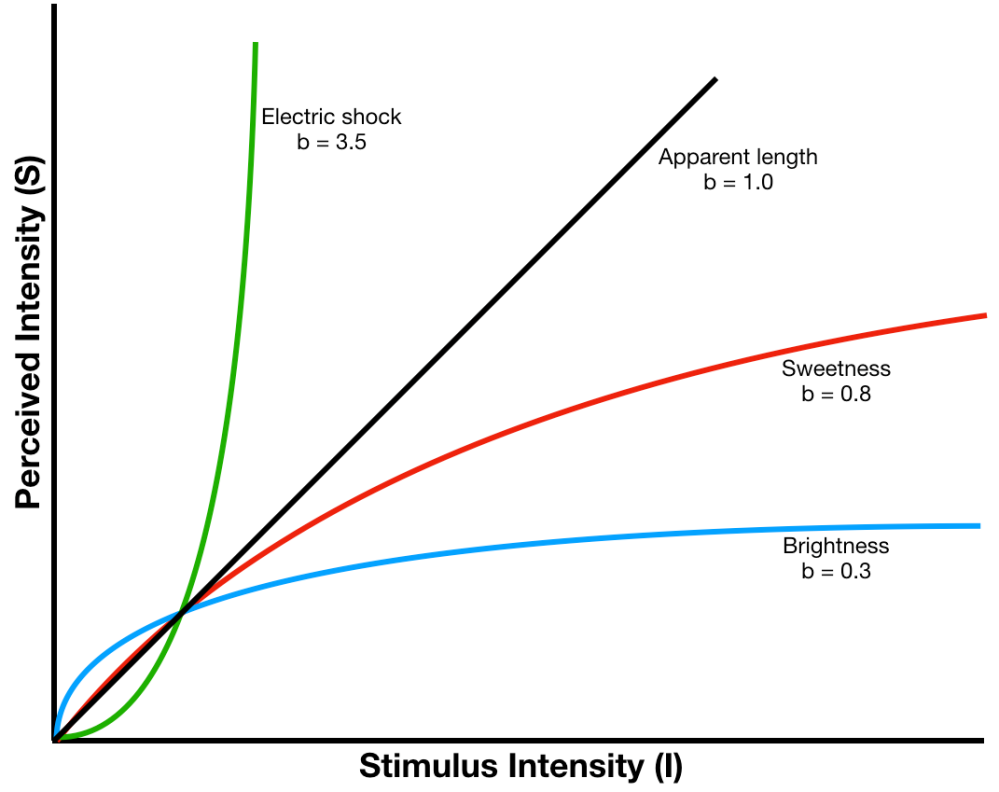 Perceived Intensity (S)
Electric shock
b = 3.5
Apparent length
b = 1.0
Sweetness
b = 0.8
Brightness
b = 0.3
Stimulus Intensity (I)